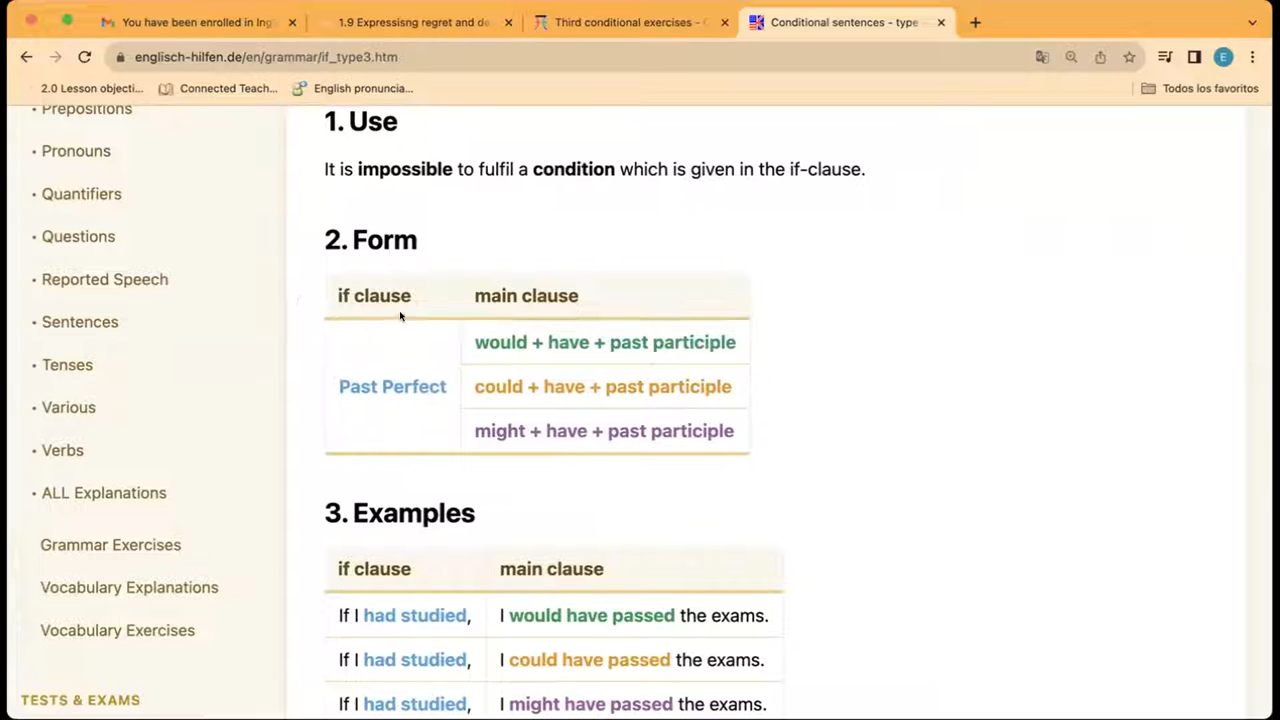 You have been enrolled in Ing
1.9 Expressisng regret and de
Third conditional exercises -
Conditional sentences - type
englisch-hilfen.de/en/grammar/if_type3.htm
E
2.0 Lesson objecti...
Connected Teach...
English pronuncia...
Todos los favoritos
• Prepositions
• Pronouns
• Quantifiers
• Questions
• Reported Speech
• Sentences
• Tenses
• Various
• Verbs
• ALL Explanations
Grammar Exercises
Vocabulary Explanations
Vocabulary Exercises
TESTS & EXAMS
1. Use
It is impossible to fulfil a condition which is given in the if-clause.
2. Form
if clause main clause
would + have + past participle
Past Perfect could + have + past participle
might + have + past participle
3. Examples
if clause main clause
If I had studied, I would have passed the exams.
If I had studied, I could have passed the exams.
If I had studied, I might have passed the exams.